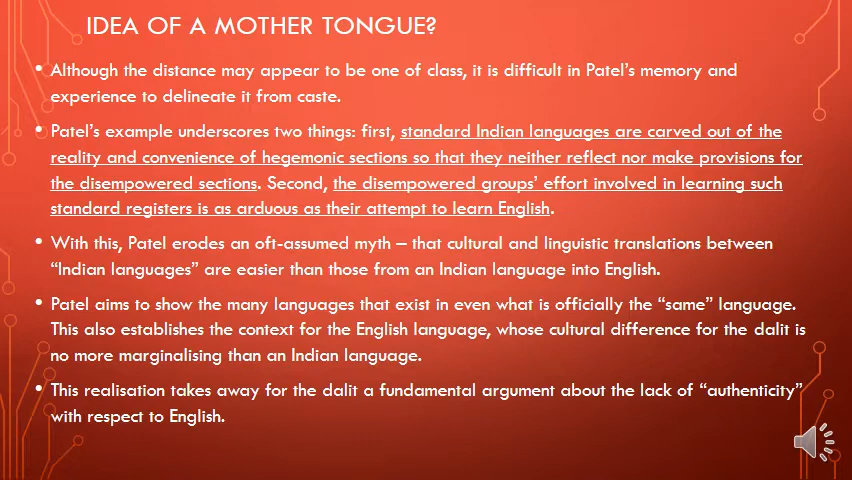 IDEA OF A MOTHER TONGUE?
• Although the distance may appear to be one of class, it is difficult in Patel's memory and
experience to delineate it from caste.
• Patel's example underscores two things: first, standard Indian languages are carved out of the
reality and convenience of hegemonic sections so that they neither reflect nor make provisions for
the disempowered sections. Second, the disempowered groups' effort involved in learning such
standard registers is as arduous as their attempt to learn English.
• With this, Patel erodes an oft-assumed myth – that cultural and linguistic translations between
"Indian languages" are easier than those from an Indian language into English.
• Patel aims to show the many languages that exist in even what is officially the "same" language.
This also establishes the context for the English language, whose cultural difference for the dalit is
no more marginalising than an Indian language.
• This realisation takes away for the dalit a fundamental argument about the lack of "authenticity"
with respect to English.